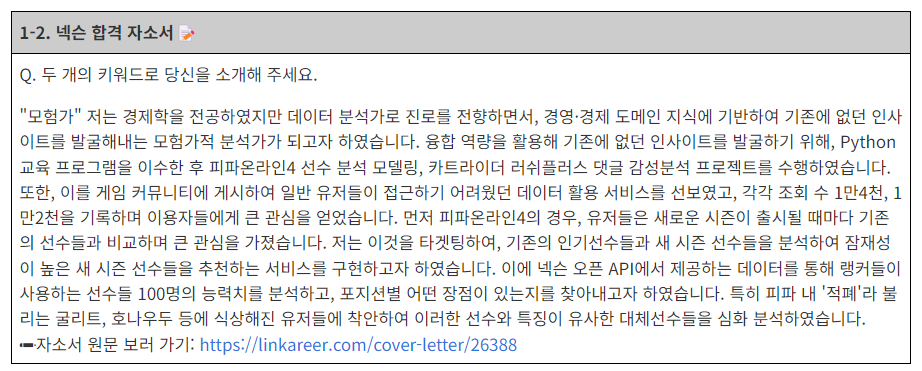 1-2. 넥슨 합격 자소서 📝
Q. 두 개의 키워드로 당신을 소개해 주세요.
"모험가" 저는 경제학을 전공하였지만 데이터 분석가로 진로를 전향하면서, 경영·경제 도메인 지식에 기반하여 기존에 없던 인사
이트를 발굴해내는 모험가적 분석가가 되고자 하였습니다. 융합 역량을 활용해 기존에 없던 인사이트를 발굴하기 위해, Python
교육 프로그램을 이수한 후 피파온라인4 선수 분석 모델링, 카트라이더 러쉬플러스 댓글 감성분석 프로젝트를 수행하였습니다.
또한, 이를 게임 커뮤니티에 게시하여 일반 유저들이 접근하기 어려웠던 데이터 활용 서비스를 선보였고, 각각 조회 수 1만4천, 1
만2천을 기록하며 이용자들에게 큰 관심을 얻었습니다. 먼저 피파온라인4의 경우, 유저들은 새로운 시즌이 출시될 때마다 기존
의 선수들과 비교하며 큰 관심을 가졌습니다. 저는 이것을 타겟팅하여, 기존의 인기선수들과 새 시즌 선수들을 분석하여 잠재성
이 높은 새 시즌 선수들을 추천하는 서비스를 구현하고자 하였습니다. 이에 넥슨 오픈 API에서 제공하는 데이터를 통해 랭커들이
사용하는 선수들 100명의 능력치를 분석하고, 포지션별 어떤 장점이 있는지를 찾아내고자 하였습니다. 특히 피파 내 '적폐'라 불
리는 굴리트, 호나우두 등에 식상해진 유저들에 착안하여 이러한 선수와 특징이 유사한 대체선수들을 심화 분석하였습니다.
자소서 원문 보러 가기: https://linkareer.com/cover-letter/26388